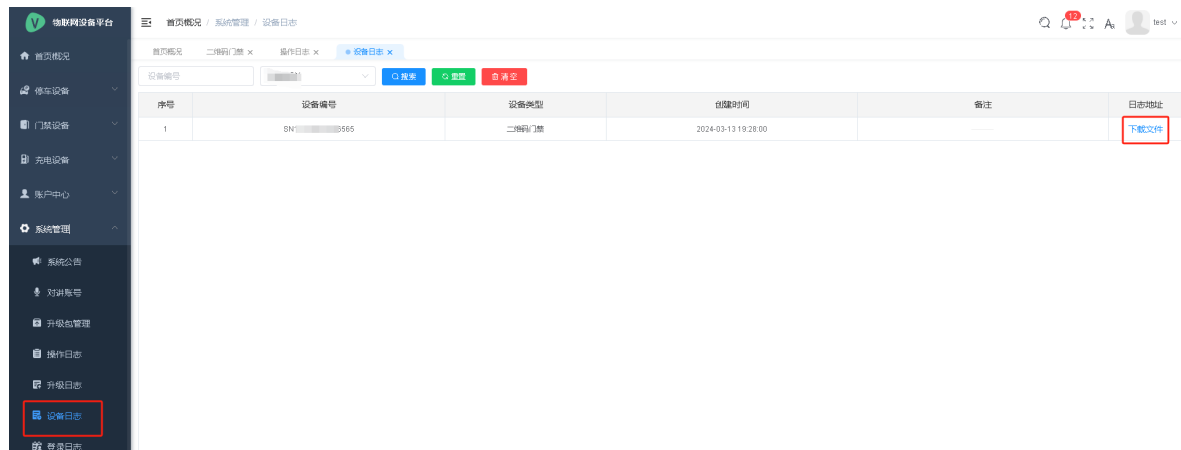 物联网设备平台
首页概况 / 系统管理 / 设备日志
12
test
首页概况
首页概况 二维码门禁 × 操作日志 × 设备日志 ×
停车设备
设备编号 搜索 重置 清空
序号 设备编号 设备类型 创建时间 备注 日志地址
门禁设备
1 SN 5565 二维码门禁 2024-03-13 19:28:00 下载文件
充电设备
账户中心
系统管理
系统公告
对讲账号
升级包管理
操作日志
升级日志
设备日志
登录日志